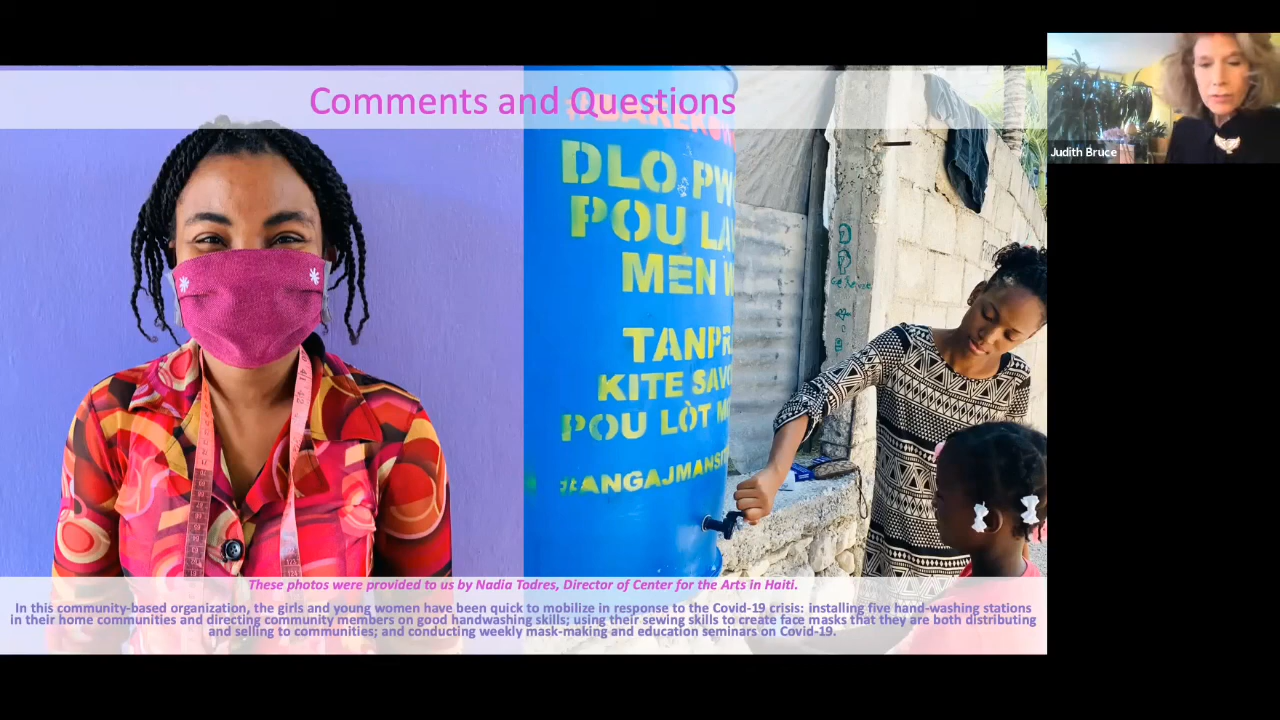 Comments and Questions
Judith Bruce
DLO
POU
MEN
KITE
POU LÒT
These photos were provided to us by Nadia Todres, Director of Center for the Arts in Haiti.
In this community-based organization, the girls and young women have been quick to mobilize in response to the Covid-19 crisis: installing five hand-washing stations
in their home communities and directing community members on good handwashing skills; using their sewing skills to create face masks that they are both distributing
and selling to communities; and conducting weekly mask-making and education seminars on Covid-19.